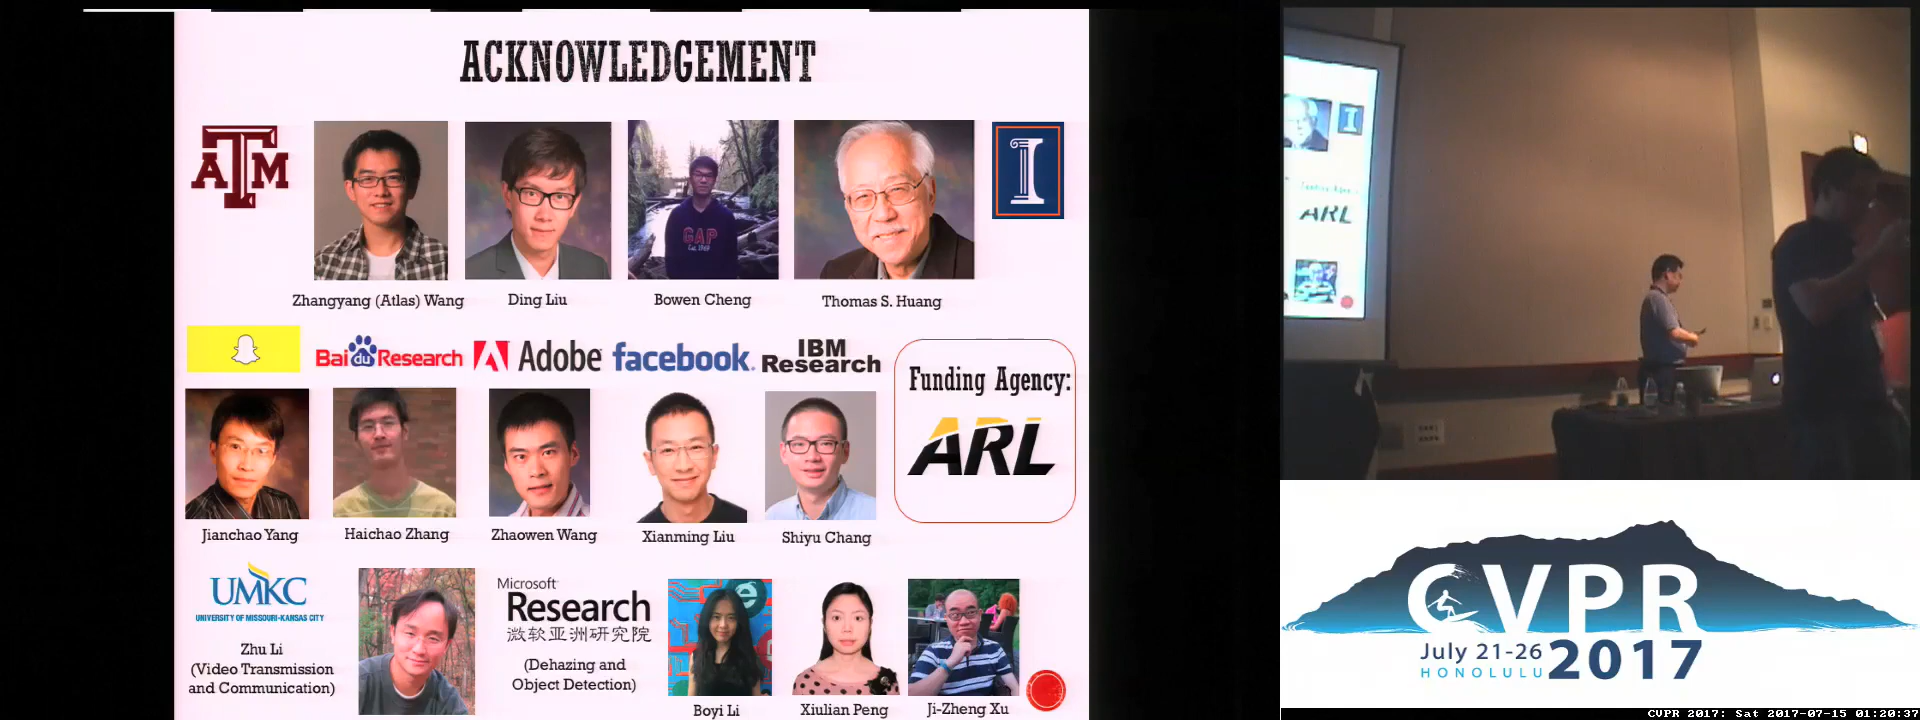 ACKNOWLEDGEMENT
ATM
I
GAP
Zhangyang (Atlas) Wang
Ding Liu
Bowen Cheng
Thomas S. Huang
Baidu Research
Adobe
facebook.
IBM
Research
Funding Agency:
ARL
Jianchao Yang
Haichao Zhang
Zhaowen Wang
Xianming Liu
Shiyu Chang
UMKC
UNIVERSITY OF MISSOURI-KANSAS CITY
Zhu Li
(Video Transmission
and Communication)
Microsoft
Research
微软亚洲研究院
(Dehazing and
Object Detection)
Boyi Li
Xiulian Peng
Ji-Zheng Xu
I
Funding Agency
ARL
CVPR
July 21-26
HONOLULU
2017
CVPR 2017: Sat 2017-07-15 01:20:37